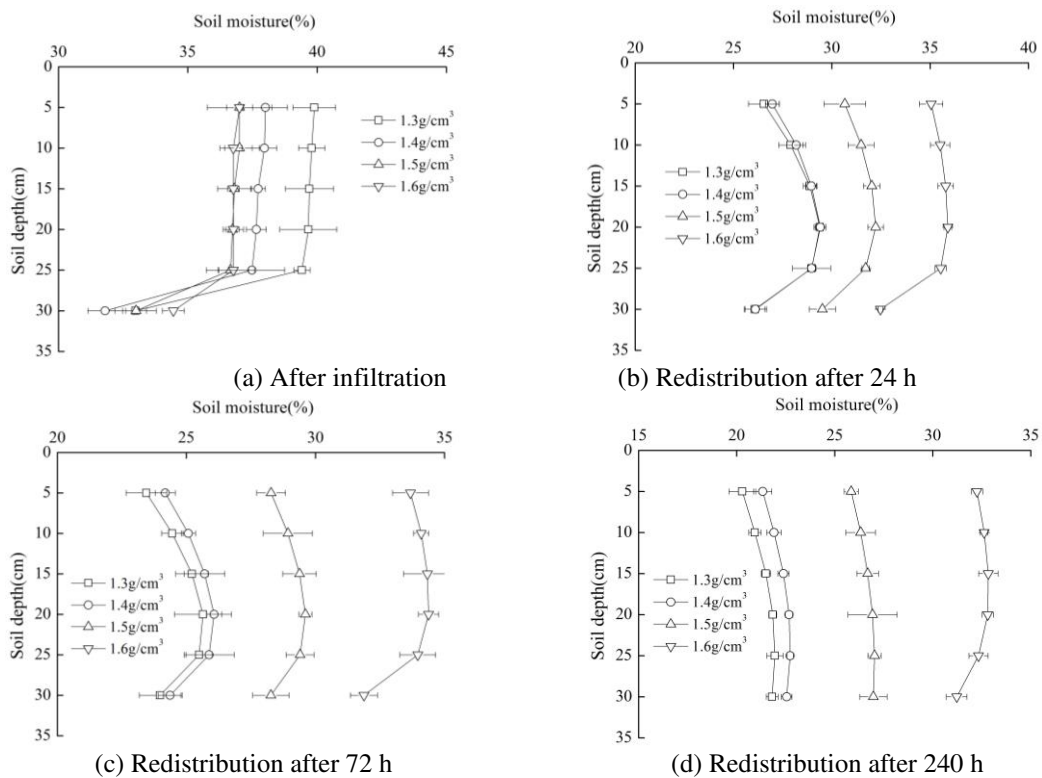 Soil moisture(%)
30 35 40 45
0
5
10
15
20
25
30
35
Soil depth(cm)
1.3g/cm³
1.4g/cm³
1.5g/cm³
1.6g/cm³
(a) After infiltration
Soil moisture(%)
20 25 30 35 40
0
5
10
15
20
25
30
35
Soil depth(cm)
1.3g/cm³
1.4g/cm³
1.5g/cm³
1.6g/cm³
(b) Redistribution after 24 h
Soil moisture(%)
20 25 30 35
0
5
10
15
20
25
30
35
Soil depth(cm)
1.3g/cm³
1.4g/cm³
1.5g/cm³
1.6g/cm³
(c) Redistribution after 72 h
Soil moisture(%)
15 20 25 30 35
0
5
10
15
20
25
30
35
Soil depth(cm)
1.3g/cm³
1.4g/cm³
1.5g/cm³
1.6g/cm³
(d) Redistribution after 240 h